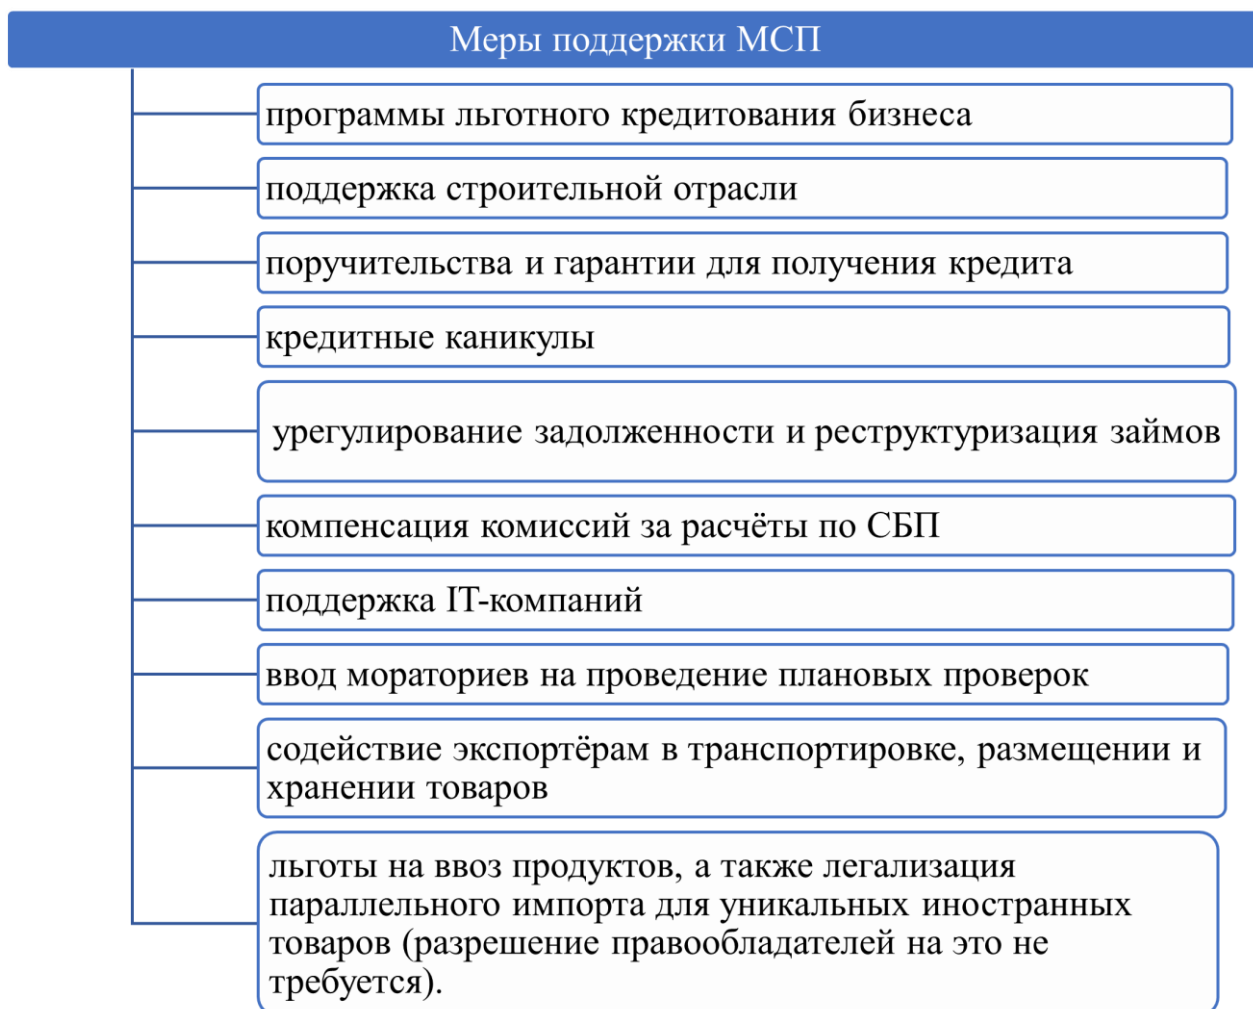 Меры поддержки МСП
программы льготного кредитования бизнеса
поддержка строительной отрасли
поручительства и гарантии для получения кредита
кредитные каникулы
урегулирование задолженности и реструктуризация займов
компенсация комиссий за расчёты по СБП
поддержка IT-компаний
ввод мораториев на проведение плановых проверок
содействие экспортёрам в транспортировке, размещении и
хранении товаров
льготы на ввоз продуктов, а также легализация
параллельного импорта для уникальных иностранных
товаров (разрешение правообладателей на это не
требуется).